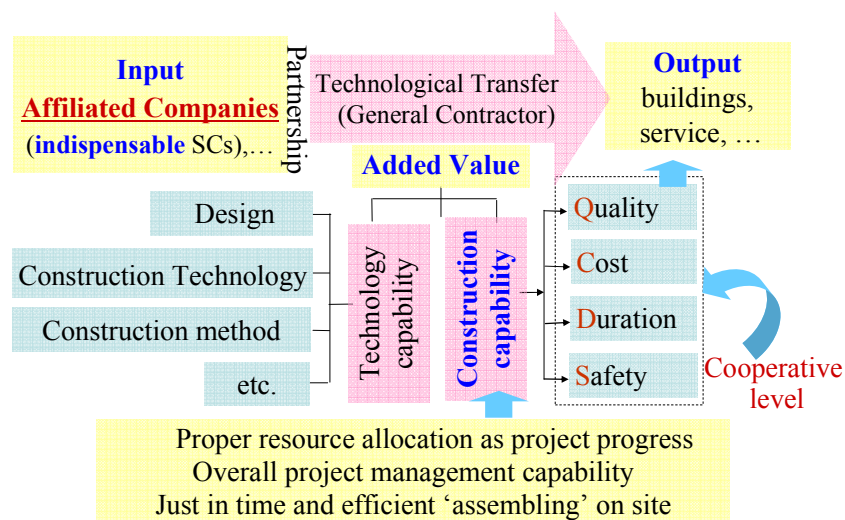 Input
Affiliated Companies
(indispensable SCs),…
Partnership
Technological Transfer
(General Contractor)
Output
buildings,
service, …
Added Value
Design
Construction Technology
Construction method
etc.
Technology
capability
Construction
capability
Quality
Cost
Duration
Safety
Cooperative
level
Proper resource allocation as project progress
Overall project management capability
Just in time and efficient ‘assembling’ on site